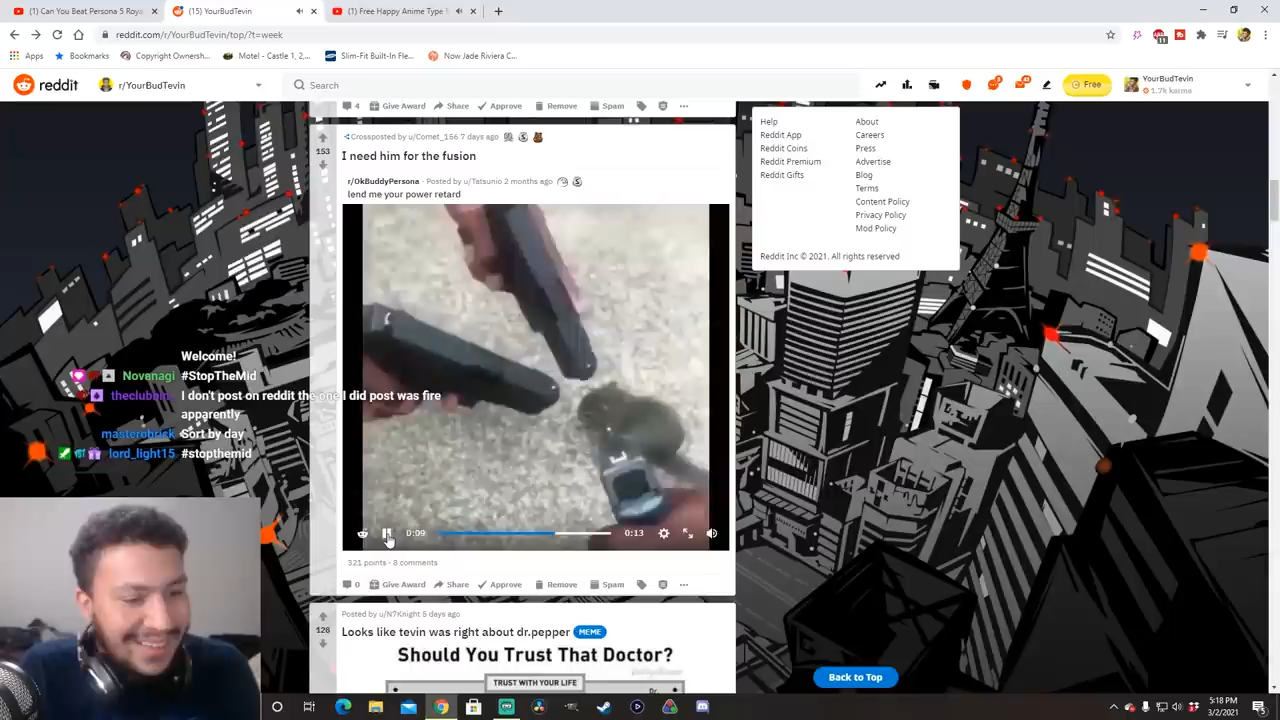 (1) Can You Beat Persona 5 Roya
(15) YourBudTevin
(1) Free Happy Anime Type
reddit.com/r/YourBudTevin/top/?t=week
Apps
Bookmarks
Copyright Ownersh...
Motel - Castle 1, 2,...
Slim-Fit Built-In Fle...
Now Jade Riviera C...
reddit
r/YourBudTevin
Search
Free
YourBudTevin
1.7k karma
4 Give Award Share Approve Remove Spam
153
Crossposted by u/Comet_156 7 days ago
I need him for the fusion
r/OkBuddyPersona · Posted by u/Tatsunio 2 months ago
lend me your power retard
0:09
0:13
321 points · 8 comments
0 Give Award Share Approve Remove Spam
128
Posted by u/N7Knight 5 days ago
Looks like tevin was right about dr.pepper MEME
Should You Trust That Doctor?
TRUST WITH YOUR LIFE
Dr.
Help
About
Reddit App
Careers
Reddit Coins
Press
Reddit Premium
Advertise
Reddit Gifts
Blog
Terms
Content Policy
Privacy Policy
Mod Policy
Reddit Inc © 2021. All rights reserved
Back to Top
Welcome!
Novanagi #StopTheMid
theclubbin I don't post on reddit the one I did post was fire
apparently
masterobrick Sort by day
lord_light15 #stopthemid
5:18 PM
3/2/2021